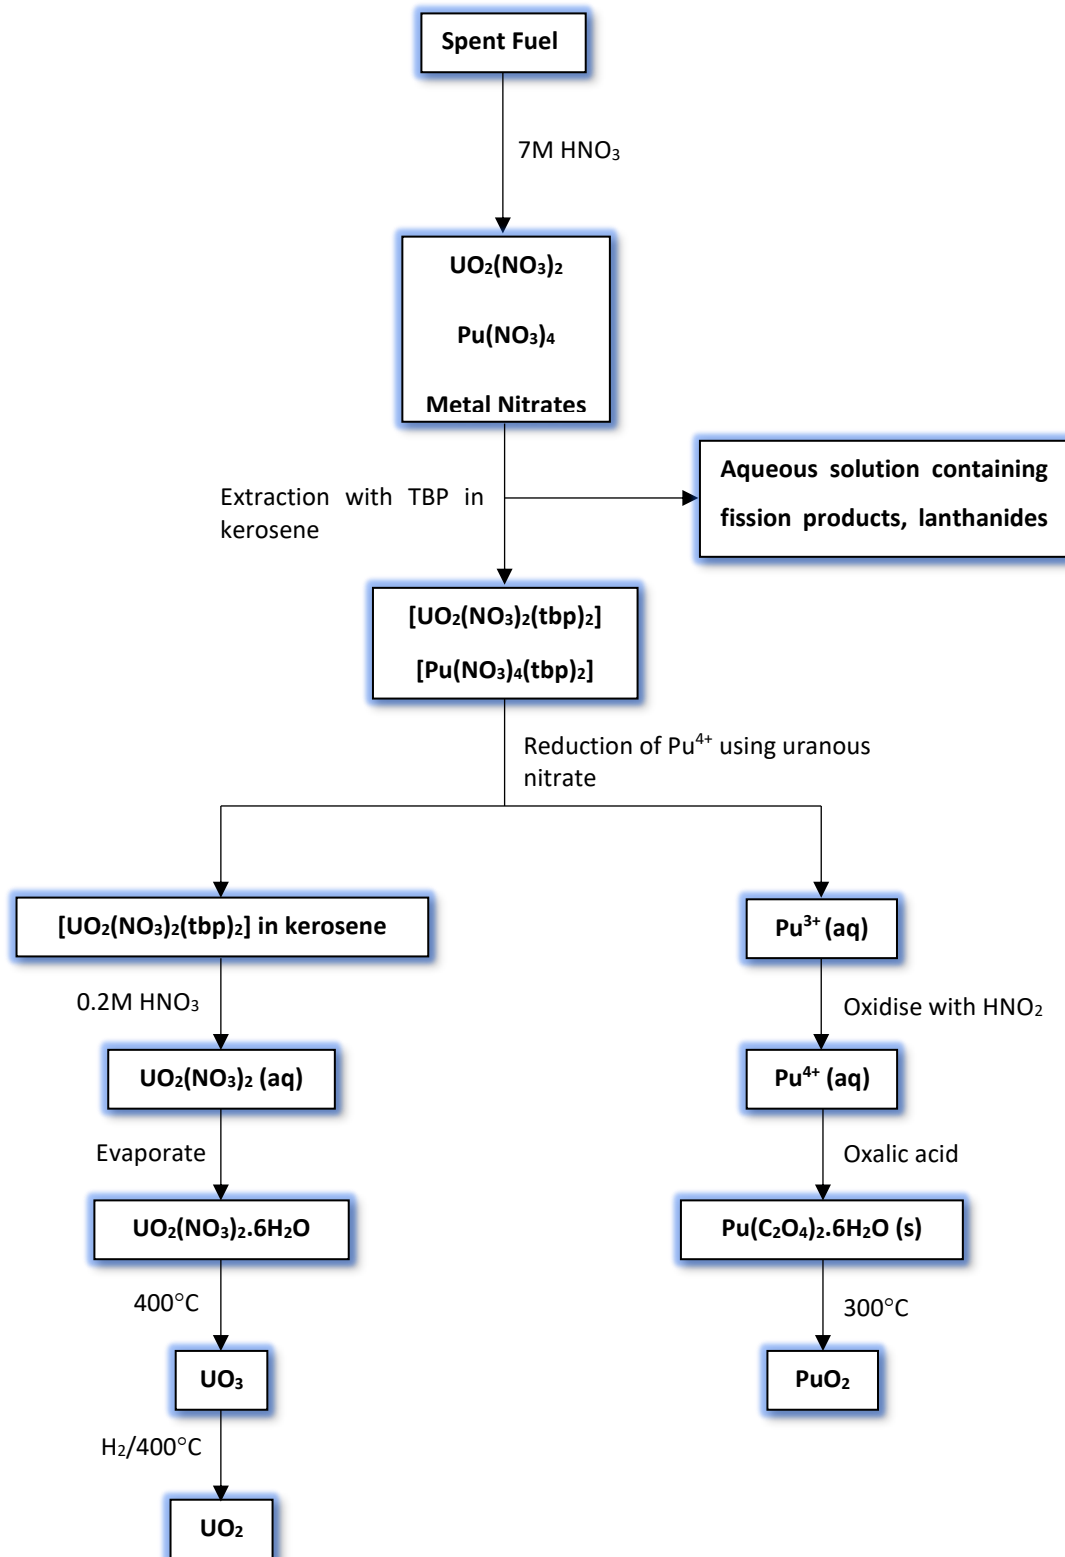 Spent Fuel
7M HNO₃
UO₂(NO₃)₂
Pu(NO₃)₄
Metal Nitrates
Aqueous solution containing
fission products, lanthanides
Extraction with TBP in
kerosene
[UO₂(NO₃)₂(tbp)₂]
[Pu(NO₃)₄(tbp)₂]
Reduction of Pu⁴⁺ using uranous
nitrate
[UO₂(NO₃)₂(tbp)₂] in kerosene
Pu³⁺ (aq)
0.2M HNO₃
Oxidise with HNO₂
UO₂(NO₃)₂ (aq)
Pu⁴⁺ (aq)
Evaporate
Oxalic acid
UO₂(NO₃)₂.6H₂O
Pu(C₂O₄)₂.6H₂O (s)
400°C
300°C
UO₃
PuO₂
H₂/400°C
UO₂